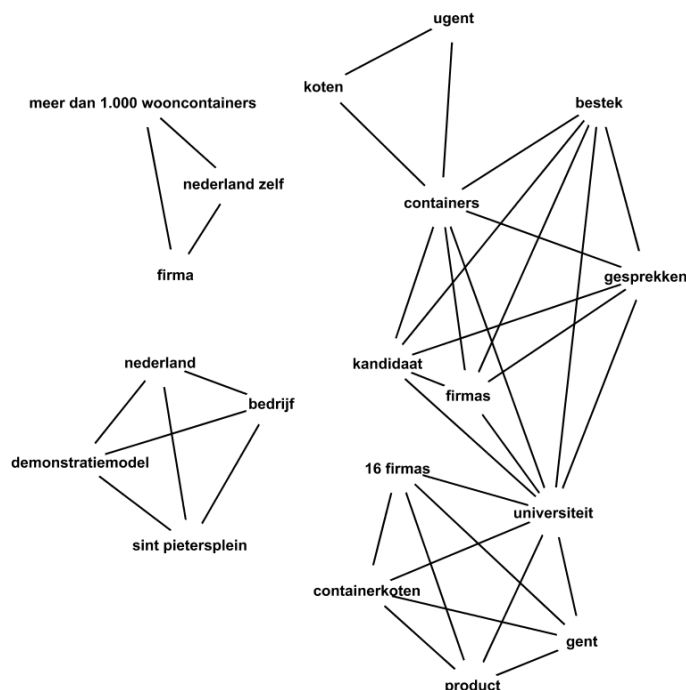 ugent
koten
meer dan 1.000 wooncontainers
bestek
nederland zelf
containers
firma
gesprekken
nederland
kandidaat
bedrijf
firmas
demonstratiemodel
16 firmas
universiteit
sint pietersplein
containerkoten
gent
product